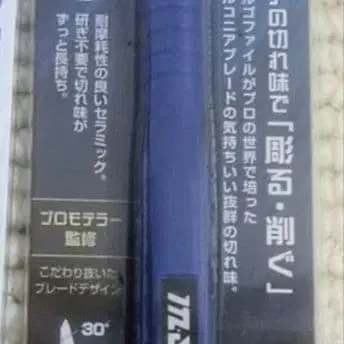 の切れ味で「彫る・削ぐ」
ルコファイルがプロの世界で培った
ルコニアブレードの気持ちいい抜群の切れ味。
耐摩耗性の良いセラミック。
研ぎ不要で切れ味が
ずっと長持ち。
プロモデラー
監修
こだわり抜いた
ブレードデザイン
30°